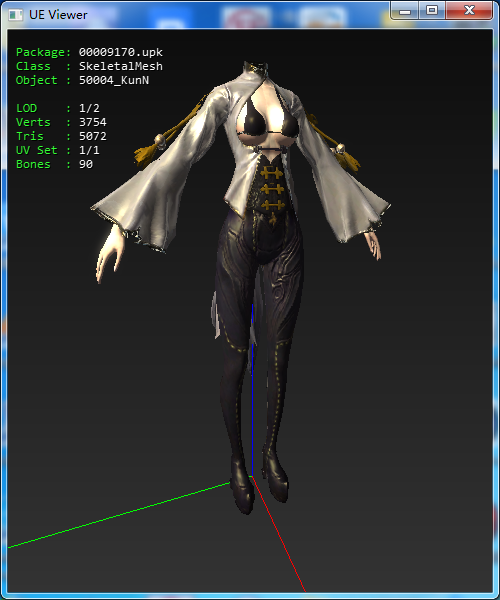 UE Viewer
Package: 00009170.upk
Class  : SkeletalMesh
Object : 50004_KunN
LOD    : 1/2
Verts  : 3754
Tris   : 5072
UV Set : 1/1
Bones  : 90